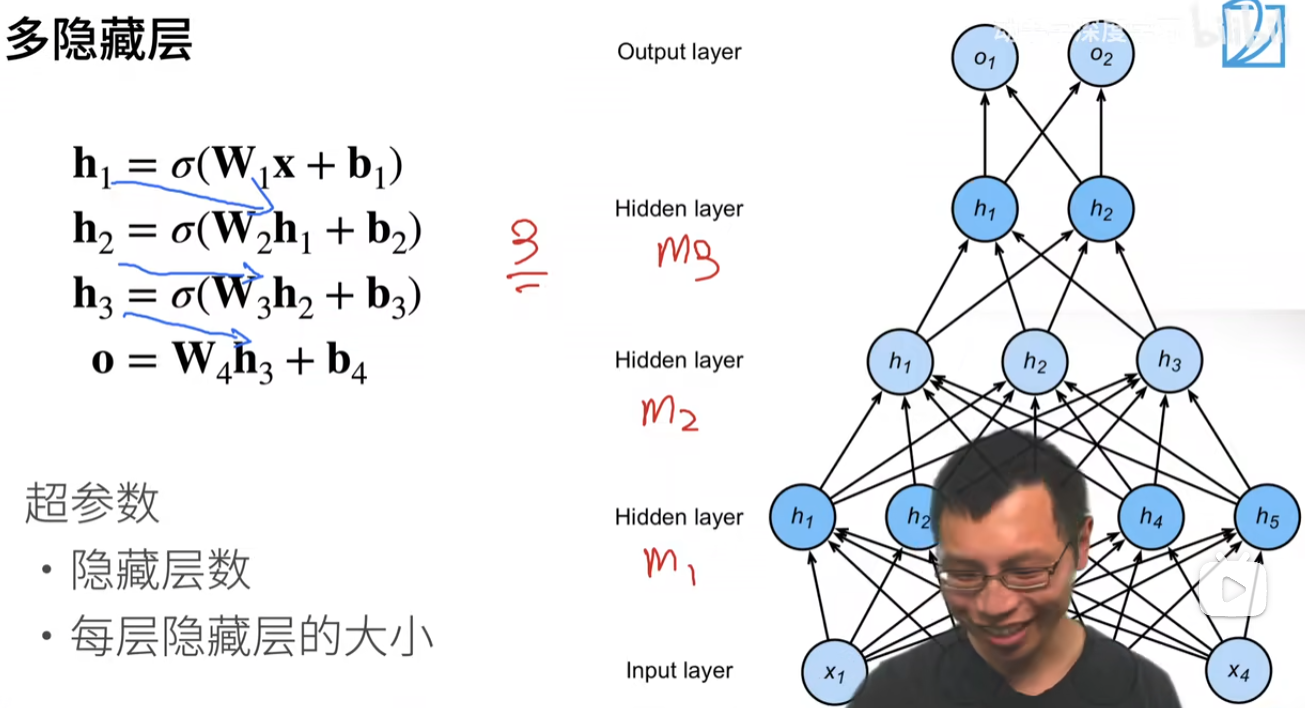 多隐藏层
h₁ = σ(W₁x + b₁)
h₂ = σ(W₂h₁ + b₂)
h₃ = σ(W₃h₂ + b₃)
o = W₄h₃ + b₄
3
超参数
• 隐藏层数
• 每层隐藏层的大小
bilibili
Output layer
o₁ o₂
Hidden layer
h₁ h₂
m3
Hidden layer
h₁ h₂ h₃
m₂
Hidden layer
h₁ h₂ h₄ h₅
m₁
Input layer
x₁ x₄